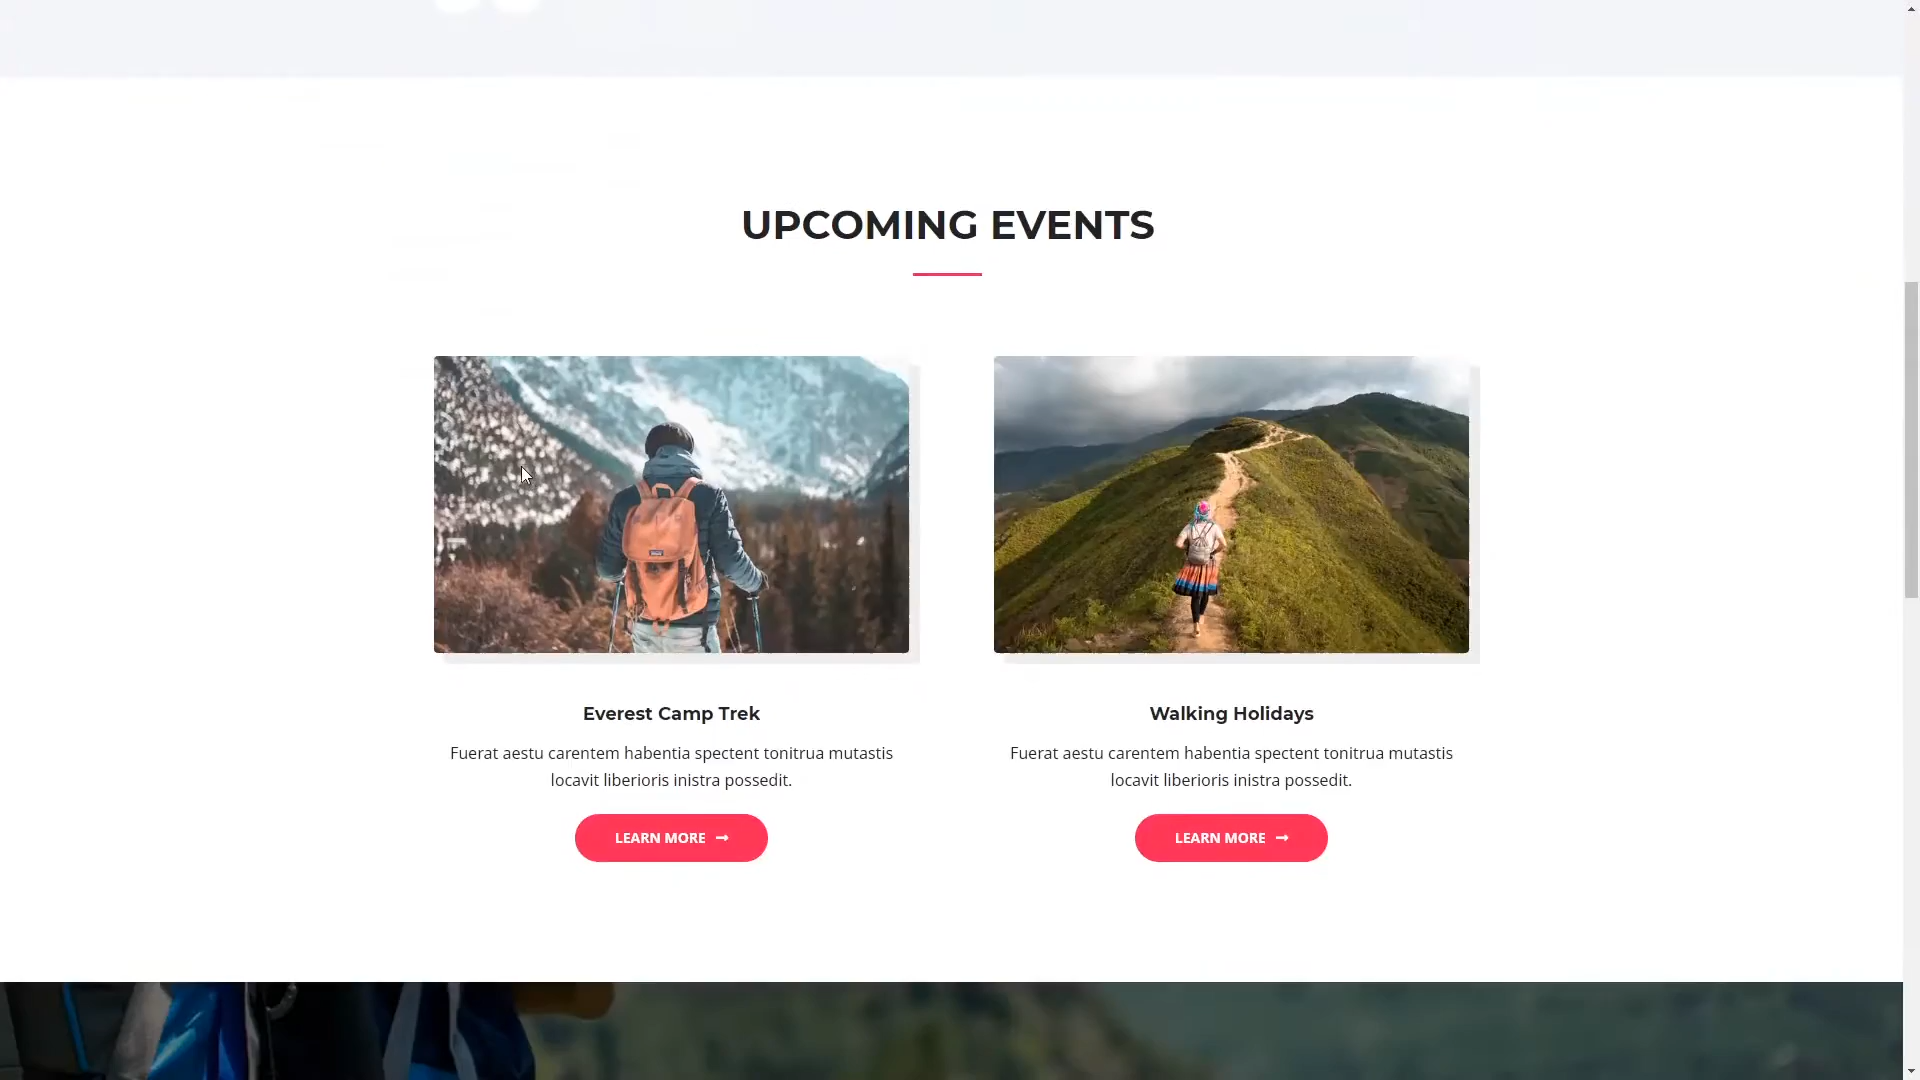 UPCOMING EVENTS
Everest Camp Trek
Fuerat aestu carentem habentia spectent tonitrua mutastis
locavit liberioris inistra possedit.
LEARN MORE
Walking Holidays
Fuerat aestu carentem habentia spectent tonitrua mutastis
locavit liberioris inistra possedit.
LEARN MORE